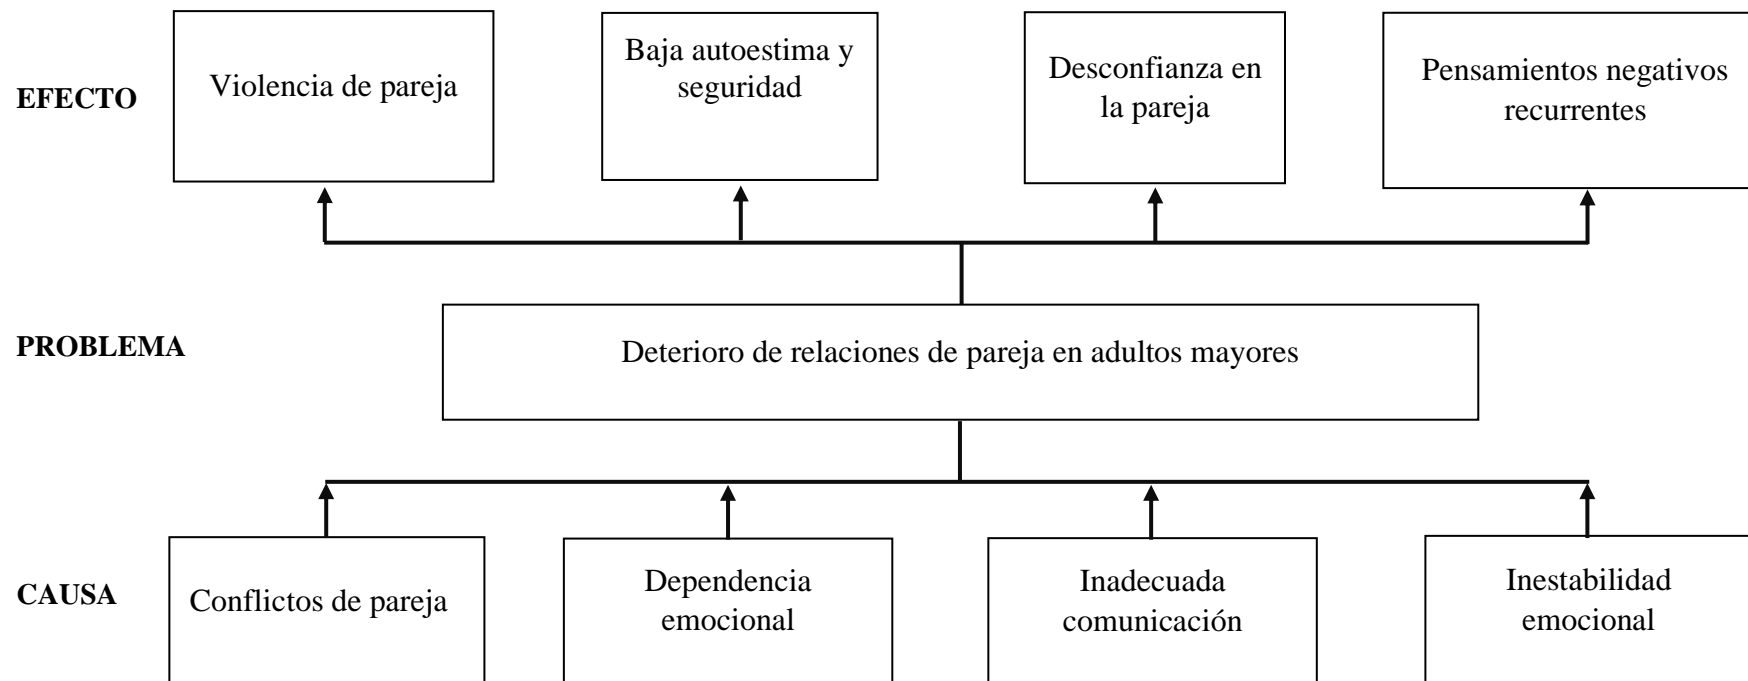 EFECTO
Violencia de pareja
Baja autoestima y
seguridad
Desconfianza en
la pareja
Pensamientos negativos
recurrentes
PROBLEMA
Deterioro de relaciones de pareja en adultos mayores
CAUSA
Conflictos de pareja
Dependencia
emocional
Inadecuada
comunicación
Inestabilidad
emocional